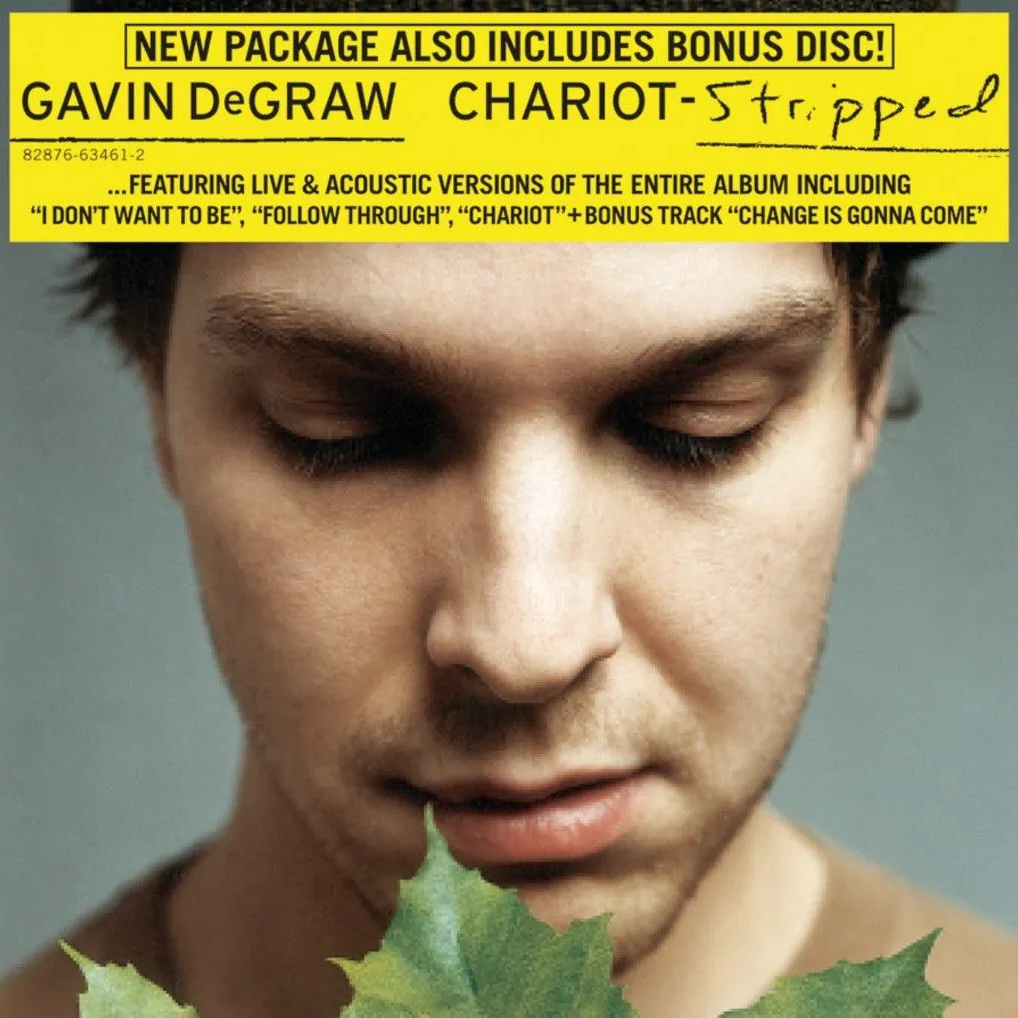 NEW PACKAGE ALSO INCLUDES BONUS DISC!
GAVIN DeGRAW CHARIOT-Stripped
82876-63461-2
...FEATURING LIVE & ACOUSTIC VERSIONS OF THE ENTIRE ALBUM INCLUDING
“I DON'T WANT TO BE”, “FOLLOW THROUGH”, “CHARIOT”+BONUS TRACK “CHANGE IS GONNA COME”